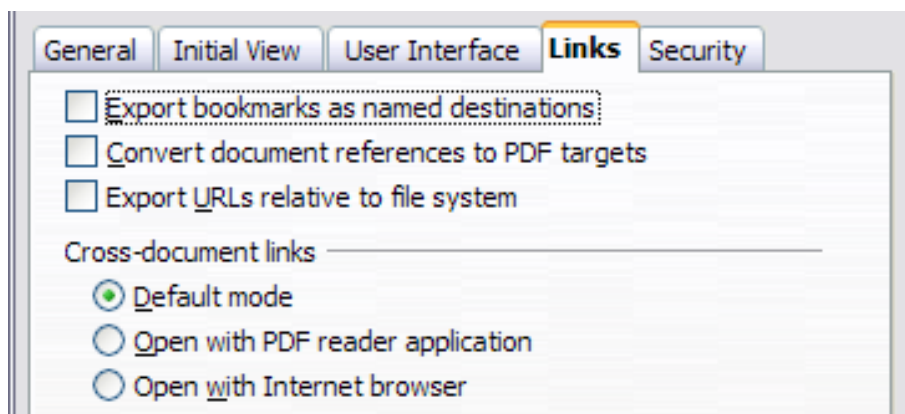 General Initial View User Interface Links Security
Export bookmarks as named destinations
Convert document references to PDF targets
Export URLs relative to file system
Cross-document links
Default mode
Open with PDF reader application
Open with Internet browser